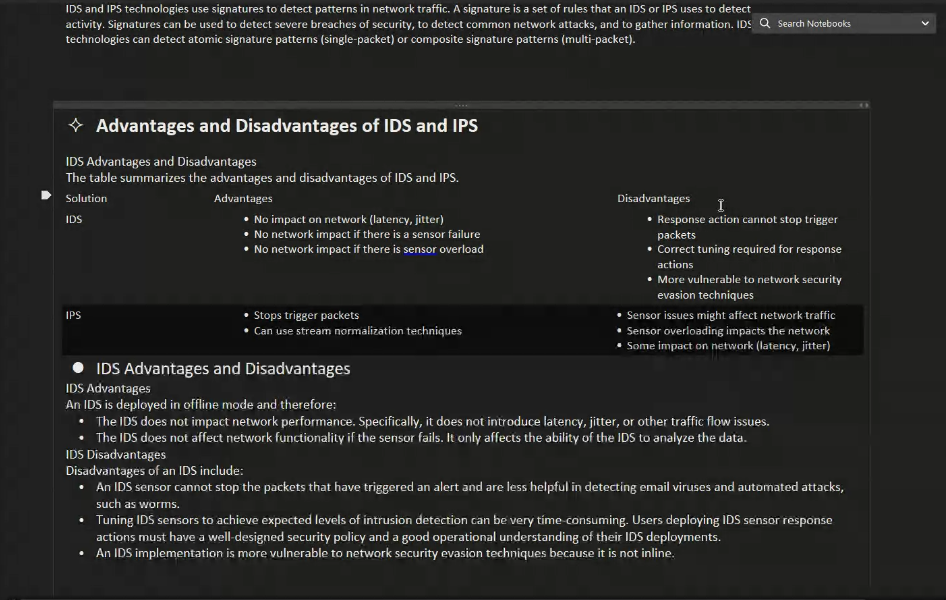 IDS and IPS technologies use signatures to detect patterns in network traffic. A signature is a set of rules that an IDS or IPS uses to detect
activity. Signatures can be used to detect severe breaches of security, to detect common network attacks, and to gather information. IDS
technologies can detect atomic signature patterns (single-packet) or composite signature patterns (multi-packet).
Search Notebooks
Advantages and Disadvantages of IDS and IPS
IDS Advantages and Disadvantages
The table summarizes the advantages and disadvantages of IDS and IPS.
Solution Advantages Disadvantages
IDS
• No impact on network (latency, jitter)
• No network impact if there is a sensor failure
• No network impact if there is sensor overload
• Response action cannot stop trigger
packets
• Correct tuning required for response
actions
• More vulnerable to network security
evasion techniques
IPS
• Stops trigger packets
• Can use stream normalization techniques
• Sensor issues might affect network traffic
• Sensor overloading impacts the network
• Some impact on network (latency, jitter)
IDS Advantages and Disadvantages
IDS Advantages
An IDS is deployed in offline mode and therefore:
• The IDS does not impact network performance. Specifically, it does not introduce latency, jitter, or other traffic flow issues.
• The IDS does not affect network functionality if the sensor fails. It only affects the ability of the IDS to analyze the data.
IDS Disadvantages
Disadvantages of an IDS include:
• An IDS sensor cannot stop the packets that have triggered an alert and are less helpful in detecting email viruses and automated attacks,
such as worms.
• Tuning IDS sensors to achieve expected levels of intrusion detection can be very time-consuming. Users deploying IDS sensor response
actions must have a well-designed security policy and a good operational understanding of their IDS deployments.
• An IDS implementation is more vulnerable to network security evasion techniques because it is not inline.